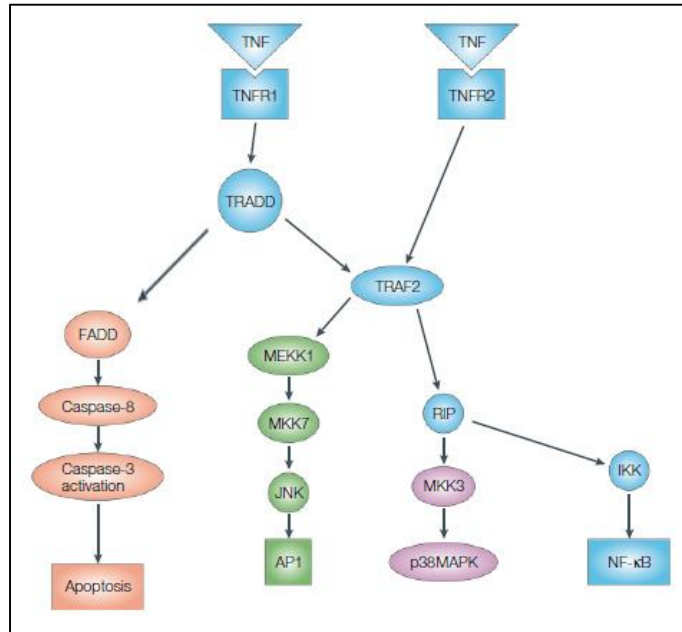 TNF
TNF
TNFR1
TNFR2
TRADD
TRAF2
FADD
MEKK1
Caspase-8
MKK7
RIP
Caspase-3
activation
JNK
MKK3
IKK
Apoptosis
AP1
p38MAPK
NF-κB